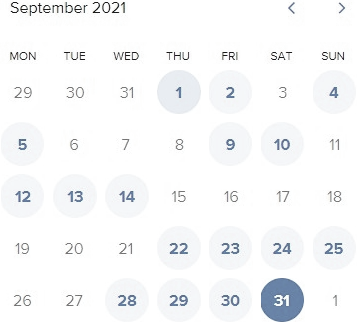 September 2021
MON TUE WED THU FRI SAT SUN
29 30 31 1 2 3 4
5 6 7 8 9 10 11
12 13 14 15 16 17 18
19 20 21 22 23 24 25
26 27 28 29 30 31 1